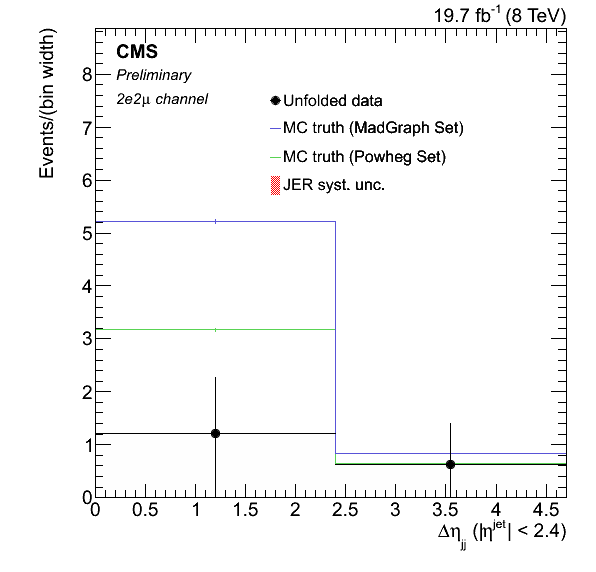 19.7 fb⁻¹ (8 TeV)
CMS
Preliminary
2e2μ channel
Unfolded data
MC truth (MadGraph Set)
MC truth (Powheg Set)
JER syst. unc.
Events/(bin width)
8
7
6
5
4
3
2
1
0
0 0.5 1 1.5 2 2.5 3 3.5 4 4.5
Δη_jj (|η^jet| < 2.4)